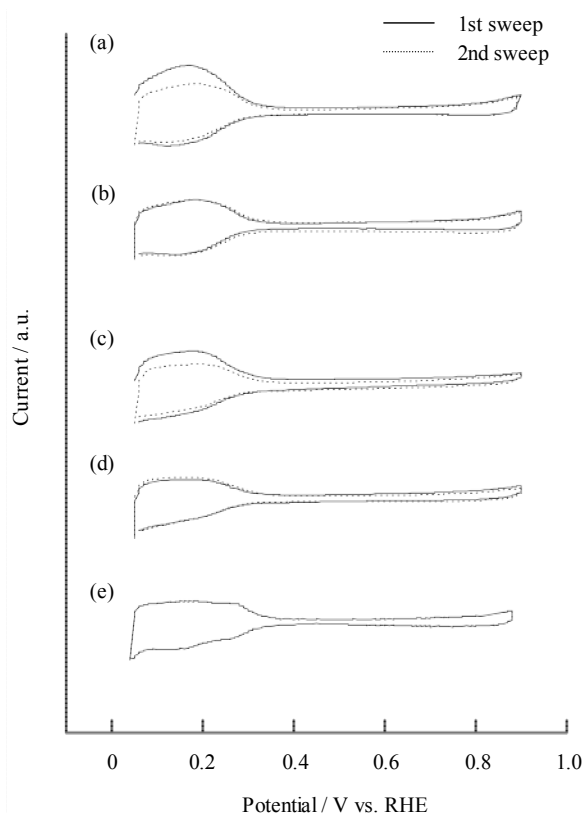 1st sweep
2nd sweep
(a)
(b)
(c)
(d)
(e)
Current / a.u.
0 0.2 0.4 0.6 0.8 1.0
Potential / V vs. RHE